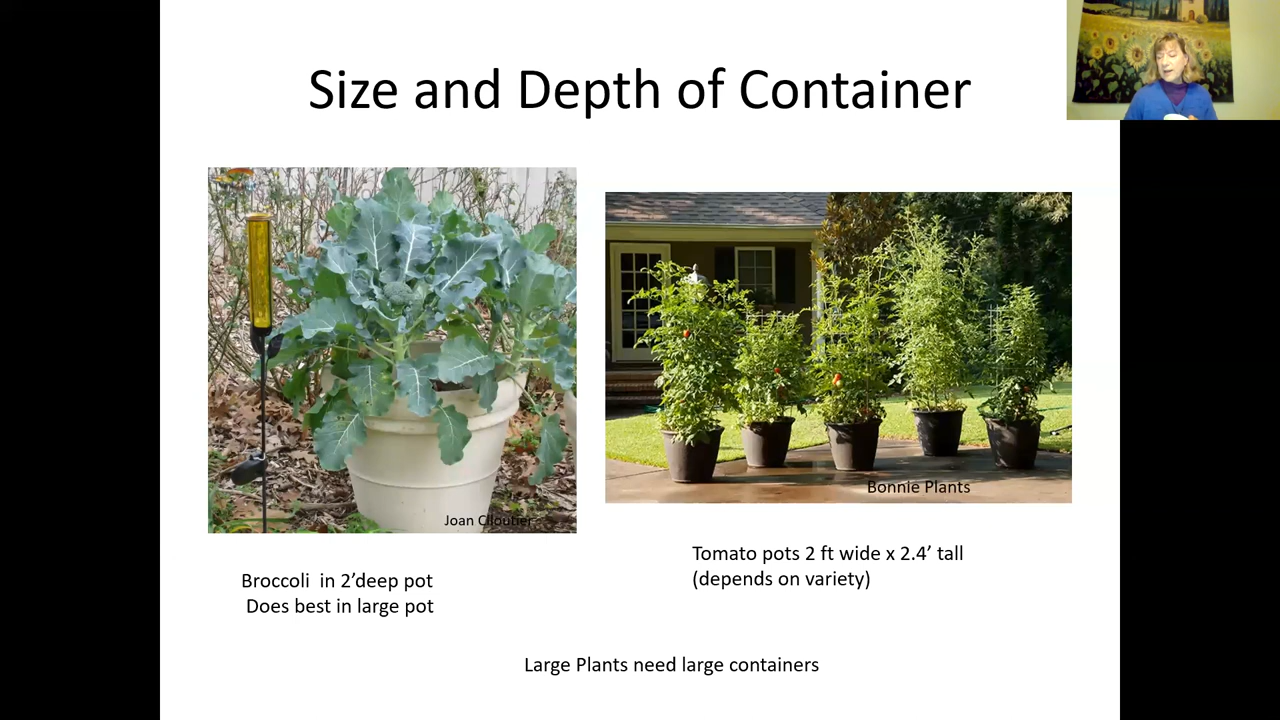 Size and Depth of Container
Joan Cloutier
Bonnie Plants
Tomato pots 2 ft wide x 2.4’ tall
(depends on variety)
Broccoli  in 2’deep pot
Does best in large pot
Large Plants need large containers